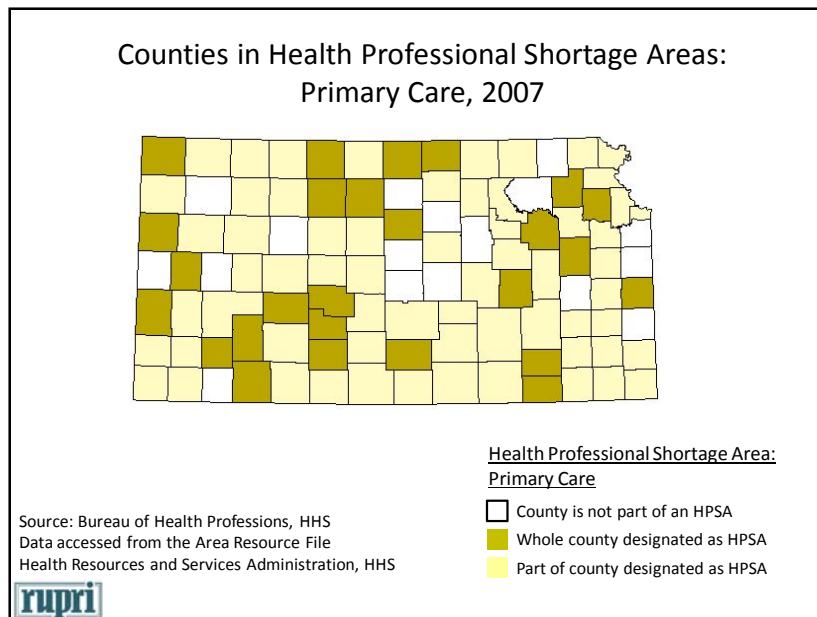 Counties in Health Professional Shortage Areas:
Primary Care, 2007
Health Professional Shortage Area:
Primary Care
County is not part of an HPSA
Whole county designated as HPSA
Part of county designated as HPSA
Source: Bureau of Health Professions, HHS
Data accessed from the Area Resource File
Health Resources and Services Administration, HHS
rupri